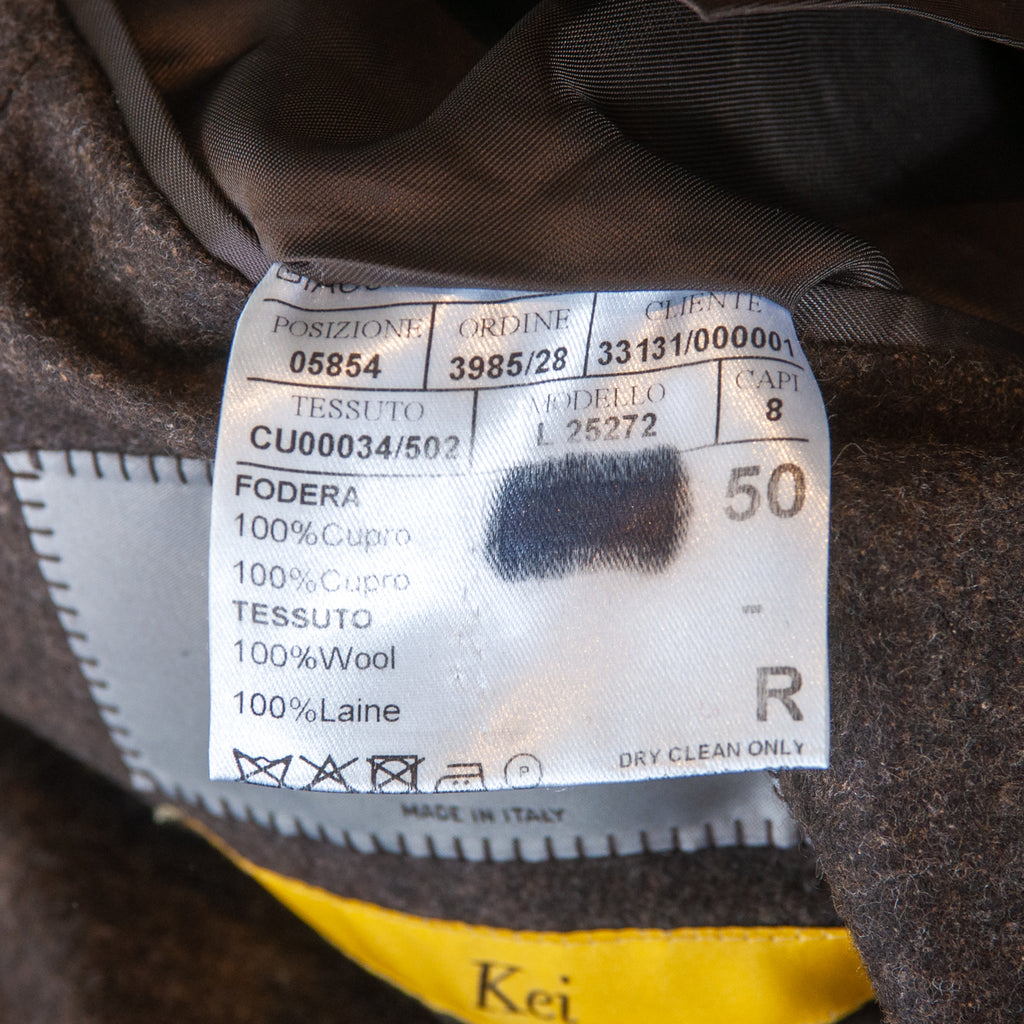 POSIZIONE ORDINE CLIENTE
05854 3985/28 33131/000001
TESSUTO MODELLO CAPI
CU00034/502 L 25272 8
FODERA
50
100%Cupro
100%Cupro
TESSUTO
-
100%Wool
100%Laine
R
P
DRY CLEAN ONLY
MADE IN ITALY
Kei